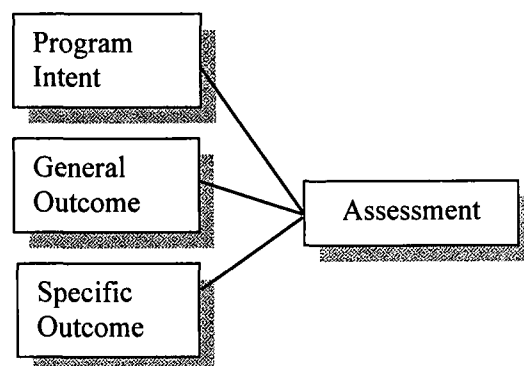 Program
Intent
General
Outcome
Assessment
Specific
Outcome